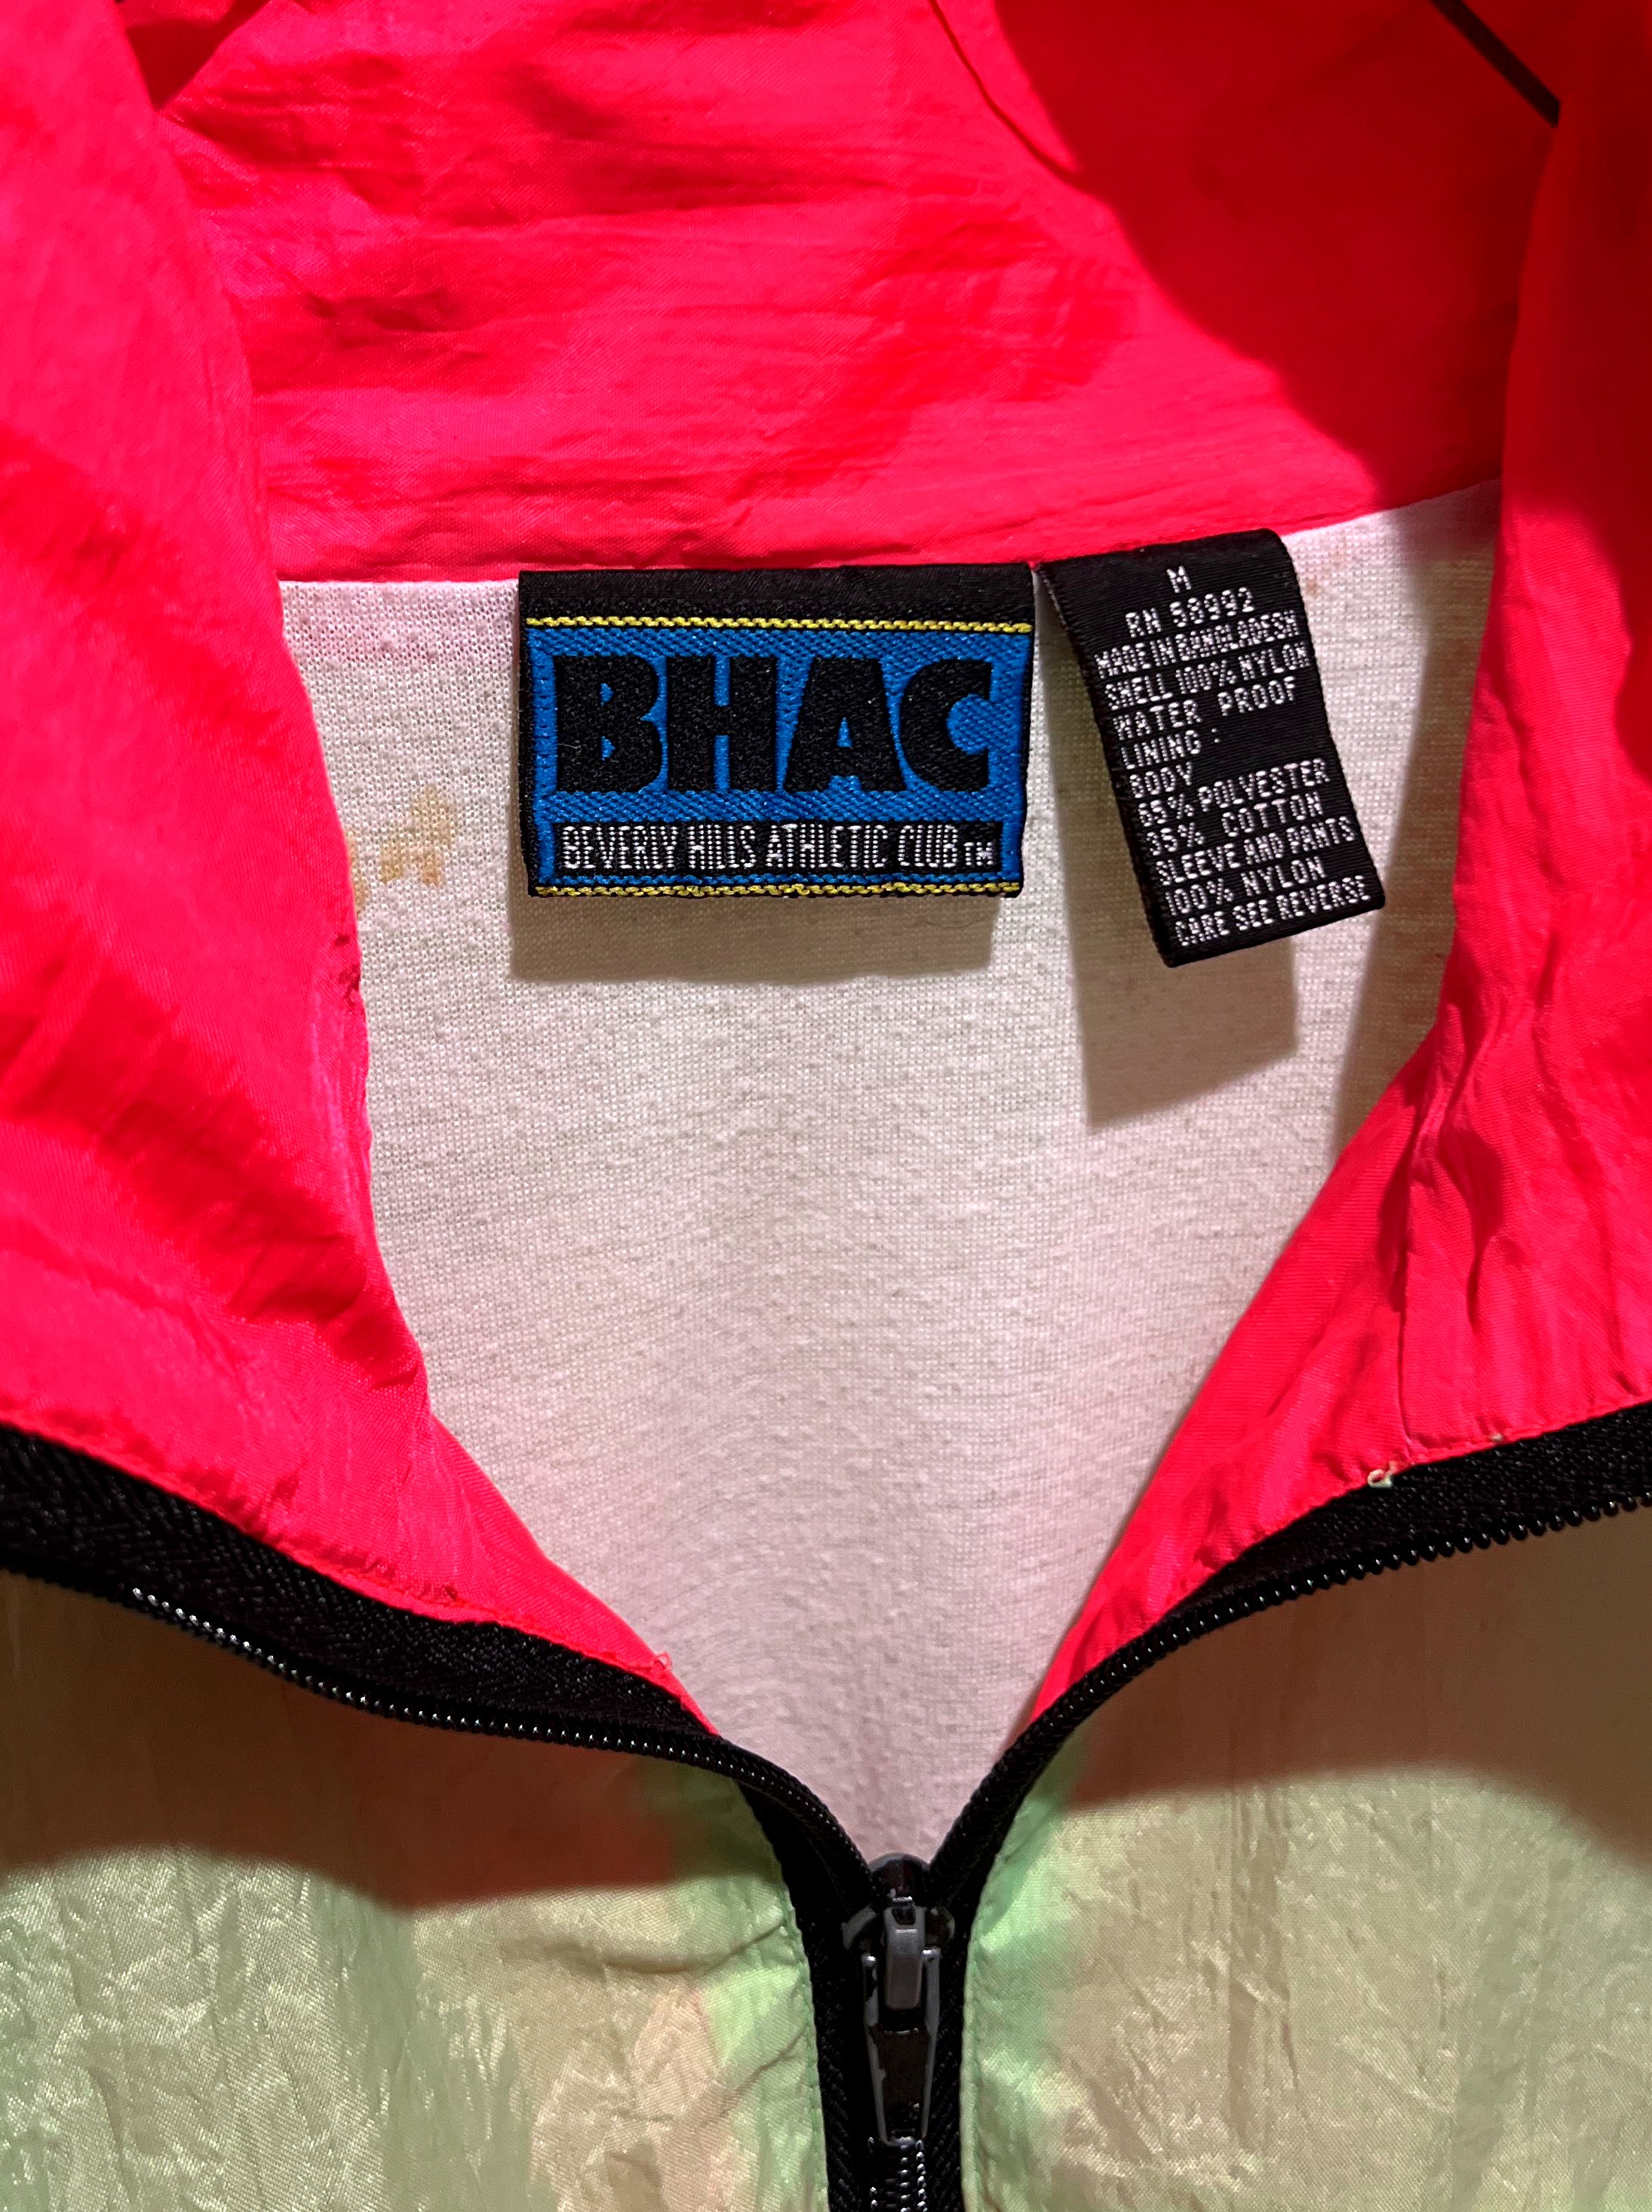 BHAC
BEVERLY HILLS ATHLETIC CLUB TM
M
RN 58992
MADE IN BANGLADESH
SHELL 100% NYLON
WATER PROOF
LINING :
BODY
65% POLYESTER
35% COTTON
SLEEVE AND PANTS
100% NYLON
CARE SEE REVERSE